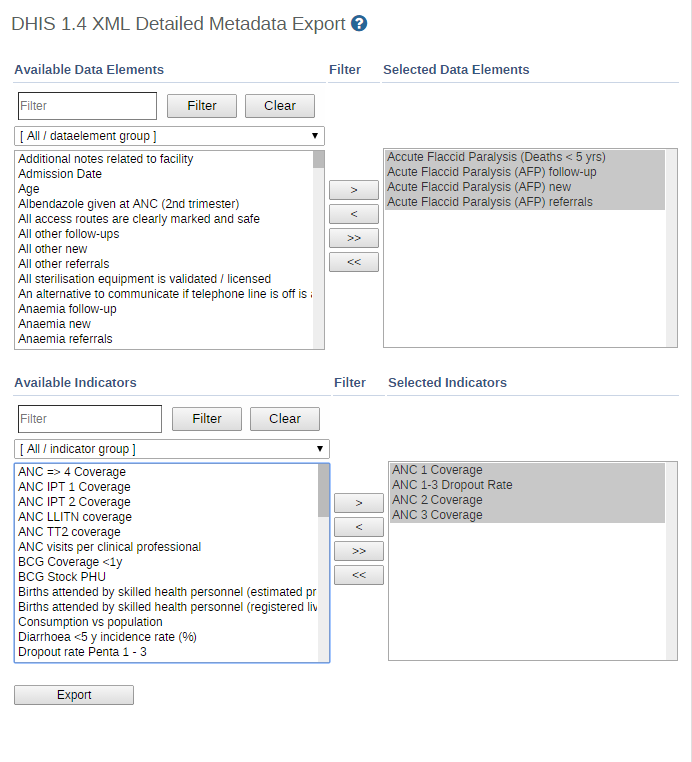 DHIS 1.4 XML Detailed Metadata Export ?
Available Data Elements Filter Selected Data Elements
Filter Filter Clear
[ All / dataelement group ]
Additional notes related to facility
Admission Date
Age
Albendazole given at ANC (2nd trimester)
All access routes are clearly marked and safe
All other follow-ups
All other new
All other referrals
All sterilisation equipment is validated / licensed
An alternative to communicate if telephone line is off is
Anaemia follow-up
Anaemia new
Anaemia referrals
>
<
>>
<<
Accute Flaccid Paralysis (Deaths < 5 yrs)
Acute Flaccid Paralysis (AFP) follow-up
Acute Flaccid Paralysis (AFP) new
Acute Flaccid Paralysis (AFP) referrals
Available Indicators Filter Selected Indicators
Filter Filter Clear
[ All / indicator group ]
ANC => 4 Coverage
ANC IPT 1 Coverage
ANC IPT 2 Coverage
ANC LLITN coverage
ANC TT2 coverage
ANC visits per clinical professional
BCG Coverage <1y
BCG Stock PHU
Births attended by skilled health personnel (estimated pr
Births attended by skilled health personnel (registered liv
Consumption vs population
Diarrhoea <5 y incidence rate (%)
Dropout rate Penta 1 - 3
>
<
>>
<<
ANC 1 Coverage
ANC 1-3 Dropout Rate
ANC 2 Coverage
ANC 3 Coverage
Export